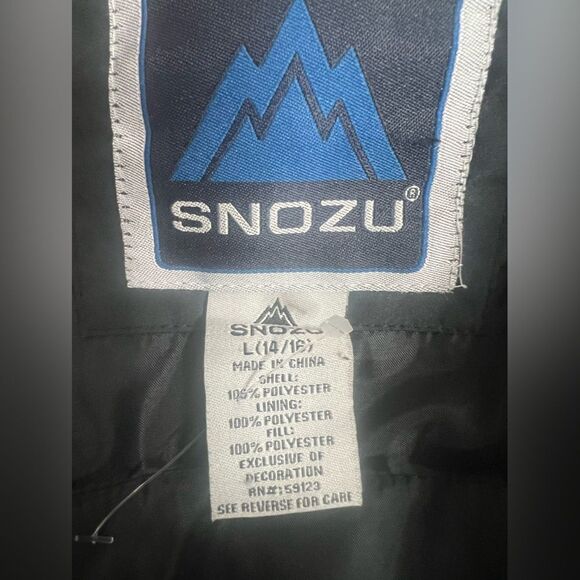 SNOZU®
SNOZU
L(14/16)
MADE IN CHINA
SHELL:
100% POLYESTER
LINING:
100% POLYESTER
FILL:
100% POLYESTER
EXCLUSIVE OF
DECORATION
RN#:59123
SEE REVERSE FOR CARE